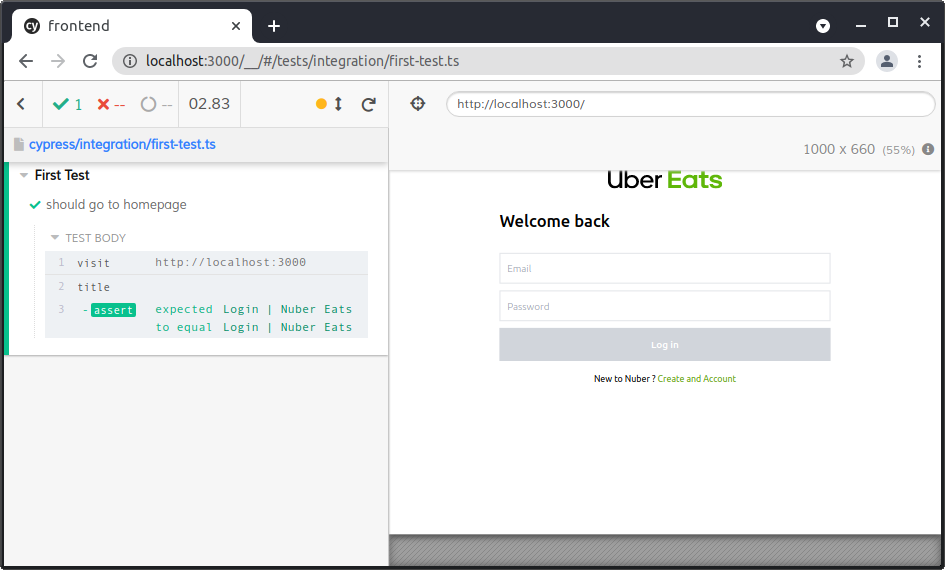 cy frontend
localhost:3000/__/#/tests/integration/first-test.ts
1 -- -- 02.83
http://localhost:3000/
cypress/integration/first-test.ts
1000 x 660 (55%)
First Test
should go to homepage
TEST BODY
1 visit http://localhost:3000
2 title
3 -assert expected Login | Nuber Eats
to equal Login | Nuber Eats
Uber Eats
Welcome back
Email
Password
Log in
New to Nuber ? Create and Account